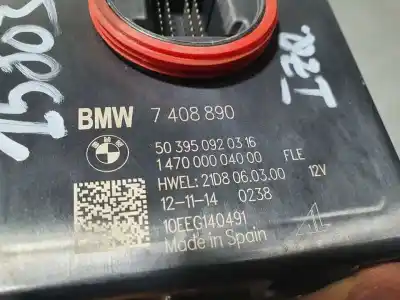 BMW 7 408 890
50 395 092 03 16
1 470 000 040 00 FLE
HWEL: 21D8 06.03.00 12V
12-11-14 0238
10EEG140491
Made in Spain